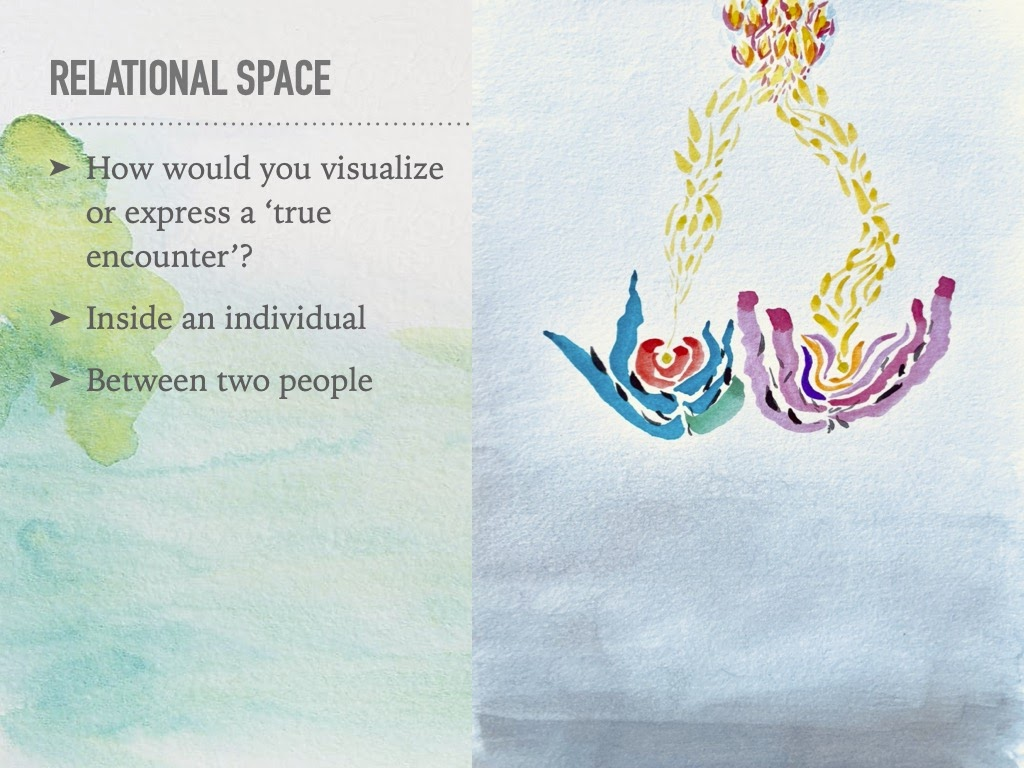 RELATIONAL SPACE
➤ How would you visualize
or express a ‘true
encounter’?
➤ Inside an individual
➤ Between two people